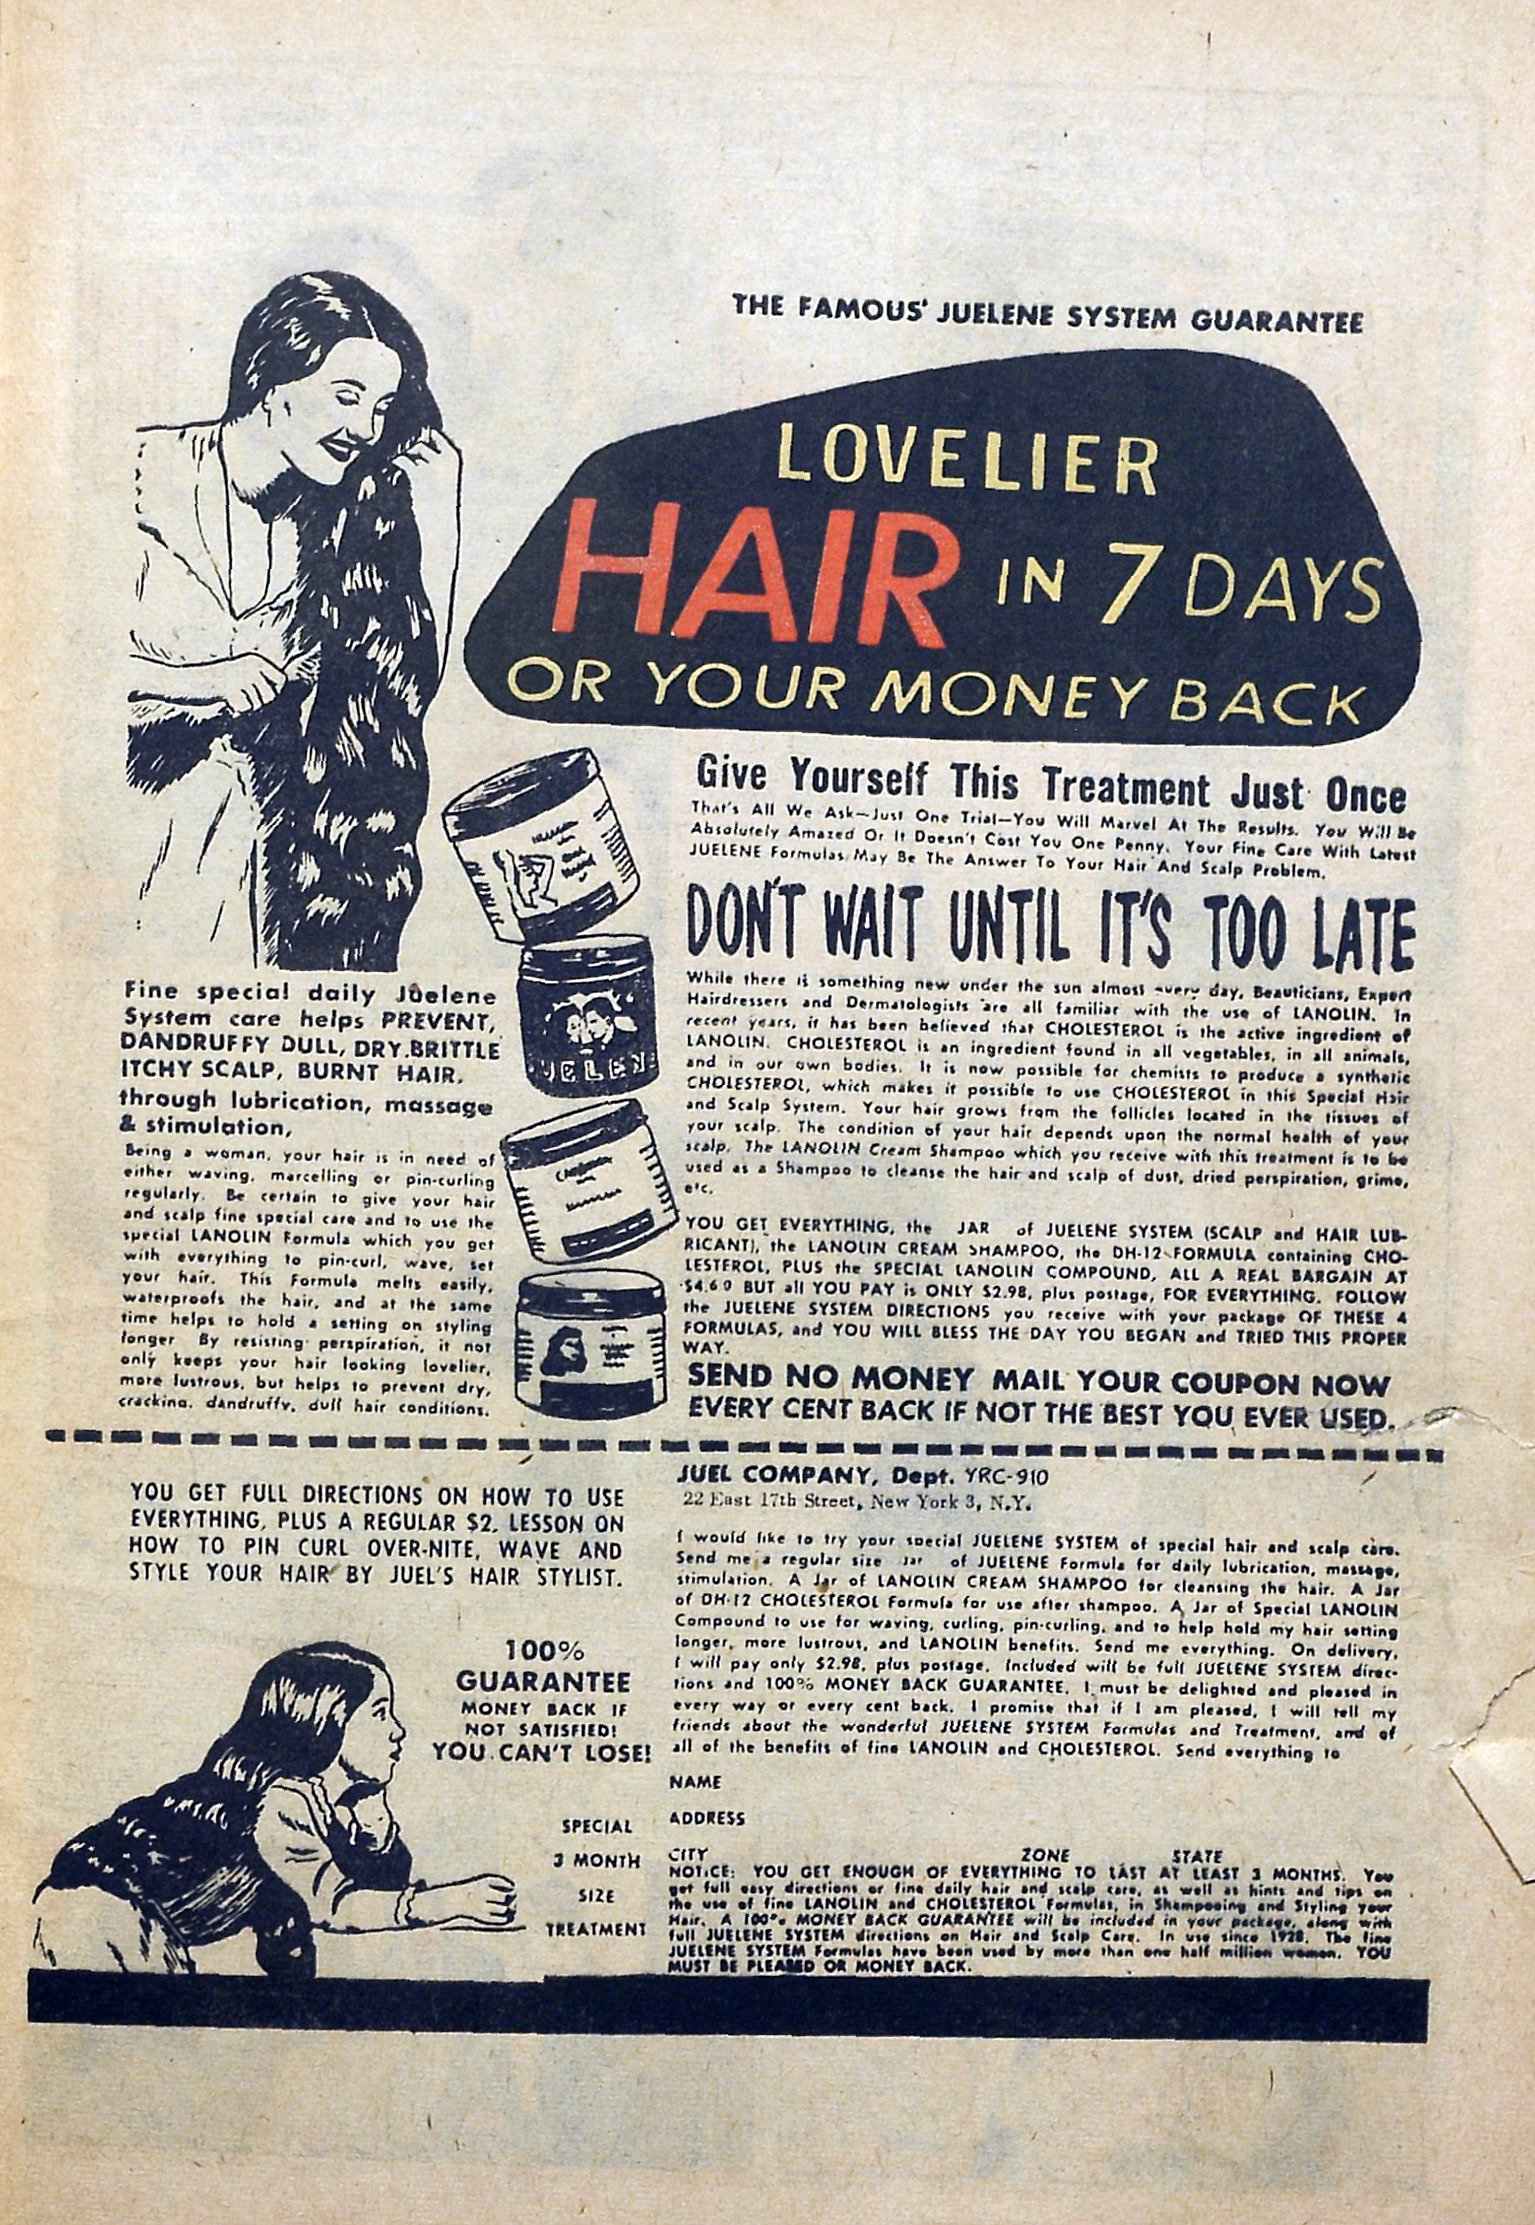 THE FAMOUS' JUELENE SYSTEM GUARANTEE
LOVELIER
HAIR IN 7 DAYS
OR YOUR MONEY BACK
Give Yourself This Treatment Just Once
That's All We Ask—Just One Trial—You Will Marvel At The Results. You Will Be
Absolutely Amazed Or It Doesn't Cost You One Penny. Your Fine Care With Latest
JUELENE Formulas May Be The Answer To Your Hair And Scalp Problem.
DON'T WAIT UNTIL IT'S TOO LATE
While there is something new under the sun almost every day, Beauticians, Expert
Hairdressers and Dermatologists are all familiar with the use of LANOLIN. In
recent years, it has been believed that CHOLESTEROL is the active ingredient of
LANOLIN. CHOLESTEROL is an ingredient found in all vegetables, in all animals,
and in our own bodies. It is now possible for chemists to produce a synthetic
CHOLESTEROL, which makes it possible to use CHOLESTEROL in this Special Hair
and Scalp System. Your hair grows from the follicles located in the tissues of
your scalp. The condition of your hair depends upon the normal health of your
scalp. The LANOLIN Cream Shampoo which you receive with this treatment is to be
used as a Shampoo to cleanse the hair and scalp of dust, dried perspiration, grime,
etc.
YOU GET EVERYTHING, the JAR of JUELENE SYSTEM (SCALP and HAIR LUB-
RICANT), the LANOLIN CREAM SHAMPOO, the DH-12 FORMULA containing CHO-
LESTEROL, PLUS the SPECIAL LANOLIN COMPOUND, ALL A REAL BARGAIN AT
$4.60 BUT all YOU PAY is ONLY $2.98, plus postage, FOR EVERYTHING. FOLLOW
the JUELENE SYSTEM DIRECTIONS you receive with your package OF THESE 4
FORMULAS, and YOU WILL BLESS THE DAY YOU BEGAN and TRIED THIS PROPER
WAY.
SEND NO MONEY MAIL YOUR COUPON NOW
EVERY CENT BACK IF NOT THE BEST YOU EVER USED.
Fine special daily Juelene
System care helps PREVENT,
DANDRUFFY DULL, DRY.BRITTLE
ITCHY SCALP, BURNT HAIR.
through lubrication, massage
& stimulation,
Being a woman, your hair is in need of
either waving, marcelling or pin-curling
regularly. Be certain to give your hair
and scalp fine special care and to use the
special LANOLIN Formula which you get
with everything to pin-curl, wave, set
your hair. This Formula melts easily,
waterproofs the hair, and at the same
time helps to hold a setting on styling
longer By resisting perspiration, it not
only keeps your hair looking lovelier,
more lustrous, but helps to prevent dry,
cracking, dandruffy, dull hair conditions.
JUELENE
YOU GET FULL DIRECTIONS ON HOW TO USE
EVERYTHING, PLUS A REGULAR $2. LESSON ON
HOW TO PIN CURL OVER-NITE, WAVE AND
STYLE YOUR HAIR BY JUEL'S HAIR STYLIST.
100%
GUARANTEE
MONEY BACK IF
NOT SATISFIED!
YOU CAN'T LOSE!
SPECIAL
3 MONTH
SIZE
TREATMENT
JUEL COMPANY, Dept. YRC-910
22 East 17th Street, New York 3, N.Y.
I would like to try your special JUELENE SYSTEM of special hair and scalp care.
Send me a regular size Jar of JUELENE Formula for daily lubrication, massage,
stimulation. A Jar of LANOLIN CREAM SHAMPOO for cleansing the hair. A Jar
of DH-12 CHOLESTEROL Formula for use after shampoo. A Jar of Special LANOLIN
Compound to use for waving, curling, pin-curling, and to help hold my hair setting
longer, more lustrous, and LANOLIN benefits. Send me everything. On delivery,
I will pay only $2.98, plus postage. Included will be full JUELENE SYSTEM direc-
tions and 100% MONEY BACK GUARANTEE. I must be delighted and pleased in
every way or every cent back. I promise that if I am pleased, I will tell my
friends about the wonderful JUELENE SYSTEM Formulas and Treatment, and of
all of the benefits of fine LANOLIN and CHOLESTEROL. Send everything to
NAME
ADDRESS
CITY ZONE STATE
NOTICE: YOU GET ENOUGH OF EVERYTHING TO LAST AT LEAST 3 MONTHS. You
get full easy directions or fine daily hair and scalp care, as well as hints and tips on
the use of fine LANOLIN and CHOLESTEROL Formulas, in Shampooing and Styling your
Hair. A 100% MONEY BACK GUARANTEE will be included in your package, along with
full JUELENE SYSTEM directions on Hair and Scalp Care. In use since 1928. The fine
JUELENE SYSTEM Formulas have been used by more than one half million women. YOU
MUST BE PLEASED OR MONEY BACK.